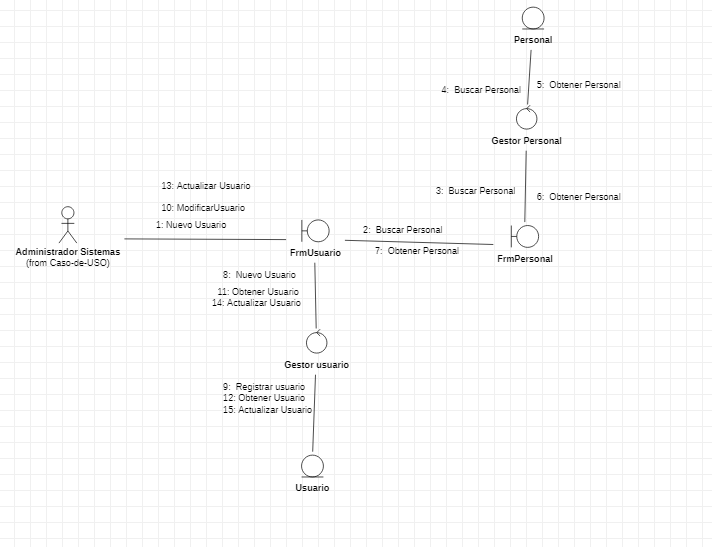 Personal
4: Buscar Personal
5: Obtener Personal
Gestor Personal
3: Buscar Personal
6: Obtener Personal
13: Actualizar Usuario
10: ModificarUsuario
1: Nuevo Usuario
2: Buscar Personal
7: Obtener Personal
Administrador Sistemas
(from Caso-de-USO)
FrmUsuario
FrmPersonal
8: Nuevo Usuario
11: Obtener Usuario
14: Actualizar Usuario
Gestor usuario
9: Registrar usuario
12: Obtener Usuario
15: Actualizar Usuario
Usuario